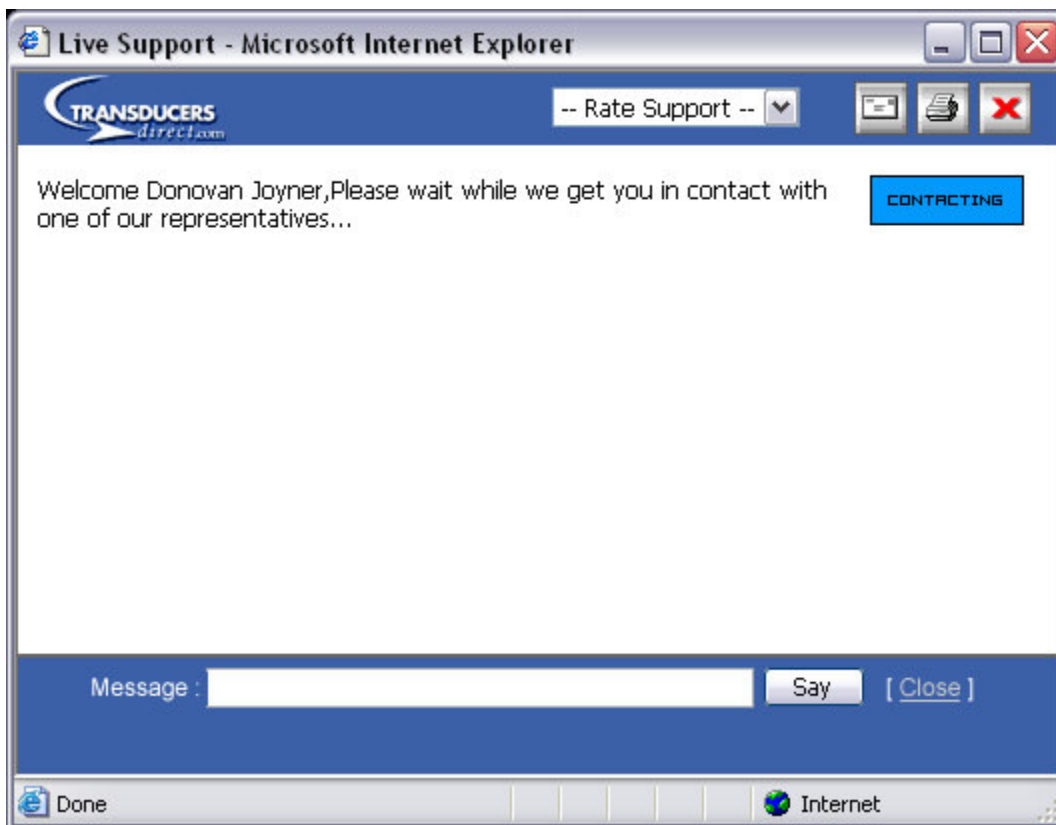 Live Support - Microsoft Internet Explorer
TRANSDUCERS
direct.com
-- Rate Support --
Welcome Donovan Joyner,Please wait while we get you in contact with
one of our representatives...
CONTACTING
Message :
Say
[ Close ]
Done
Internet